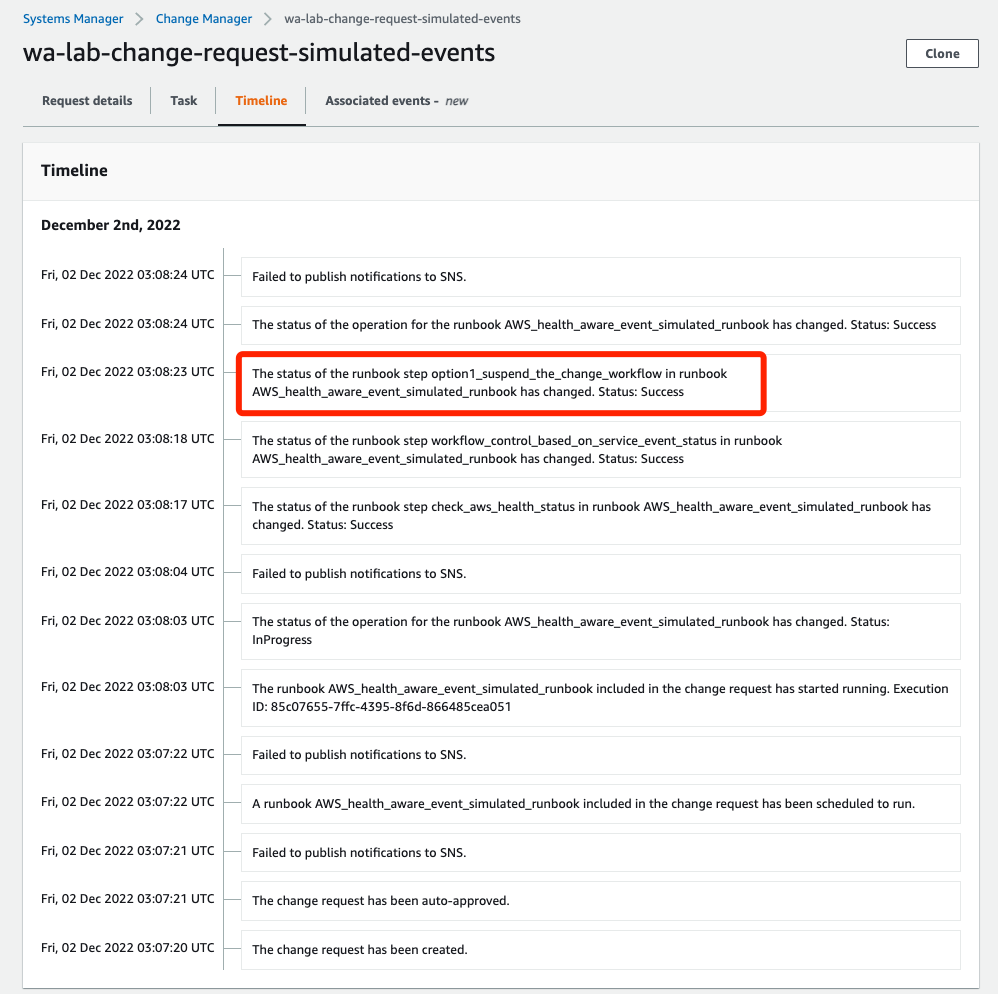 Systems Manager > Change Manager > wa-lab-change-request-simulated-events
wa-lab-change-request-simulated-events
Clone
Request details
Task
Timeline
Associated events - new
Timeline
December 2nd, 2022
Fri, 02 Dec 2022 03:08:24 UTC
Failed to publish notifications to SNS.
Fri, 02 Dec 2022 03:08:24 UTC
The status of the operation for the runbook AWS_health_aware_event_simulated_runbook has changed. Status: Success
Fri, 02 Dec 2022 03:08:23 UTC
The status of the runbook step option1_suspend_the_change_workflow in runbook
AWS_health_aware_event_simulated_runbook has changed. Status: Success
Fri, 02 Dec 2022 03:08:18 UTC
The status of the runbook step workflow_control_based_on_service_event_status in runbook
AWS_health_aware_event_simulated_runbook has changed. Status: Success
Fri, 02 Dec 2022 03:08:17 UTC
The status of the runbook step check_aws_health_status in runbook AWS_health_aware_event_simulated_runbook has
changed. Status: Success
Fri, 02 Dec 2022 03:08:04 UTC
Failed to publish notifications to SNS.
Fri, 02 Dec 2022 03:08:03 UTC
The status of the operation for the runbook AWS_health_aware_event_simulated_runbook has changed. Status:
InProgress
Fri, 02 Dec 2022 03:08:03 UTC
The runbook AWS_health_aware_event_simulated_runbook included in the change request has started running. Execution
ID: 85c07655-7ffc-4395-8f6d-866485cea051
Fri, 02 Dec 2022 03:07:22 UTC
Failed to publish notifications to SNS.
Fri, 02 Dec 2022 03:07:22 UTC
A runbook AWS_health_aware_event_simulated_runbook included in the change request has been scheduled to run.
Fri, 02 Dec 2022 03:07:21 UTC
Failed to publish notifications to SNS.
Fri, 02 Dec 2022 03:07:21 UTC
The change request has been auto-approved.
Fri, 02 Dec 2022 03:07:20 UTC
The change request has been created.